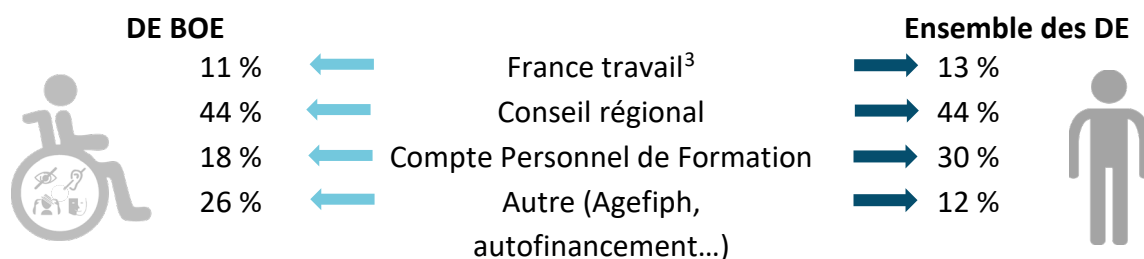 DE BOE Ensemble des DE
11 % France travail³ 13 %
44 % Conseil régional 44 %
18 % Compte Personnel de Formation 30 %
26 % Autre (Agefiph, 12 %
autofinancement…)